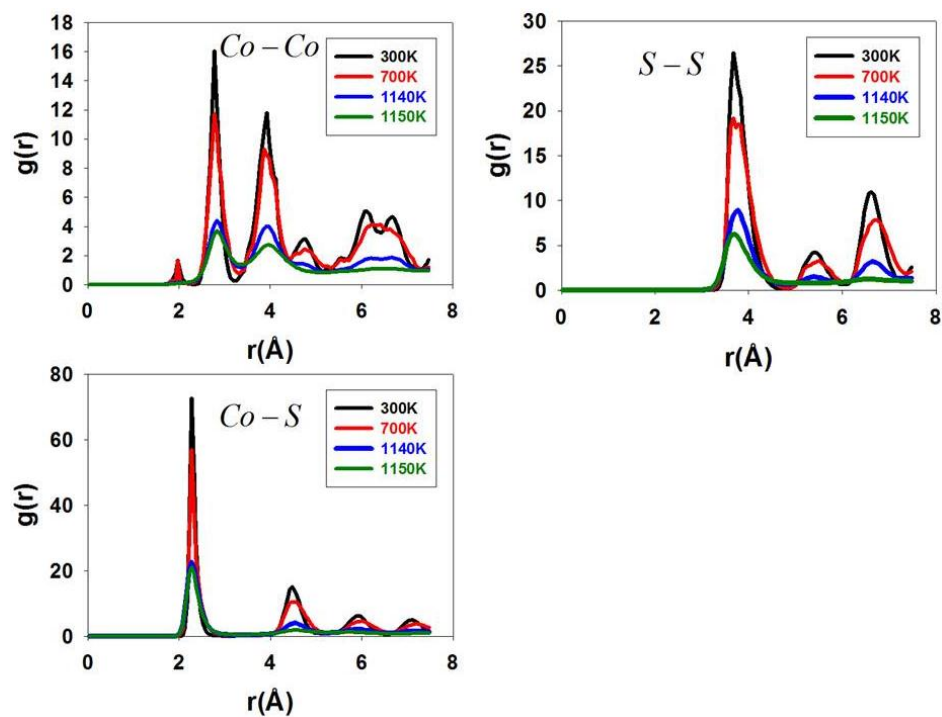 Co – Co
300K
700K
1140K
1150K
g(r)
18
16
14
12
10
8
6
4
2
0
0 2 4 6 8
r(Å)
S – S
300K
700K
1140K
1150K
g(r)
30
25
20
15
10
5
0
0 2 4 6 8
r(Å)
Co – S
300K
700K
1140K
1150K
g(r)
80
60
40
20
0
0 2 4 6 8
r(Å)